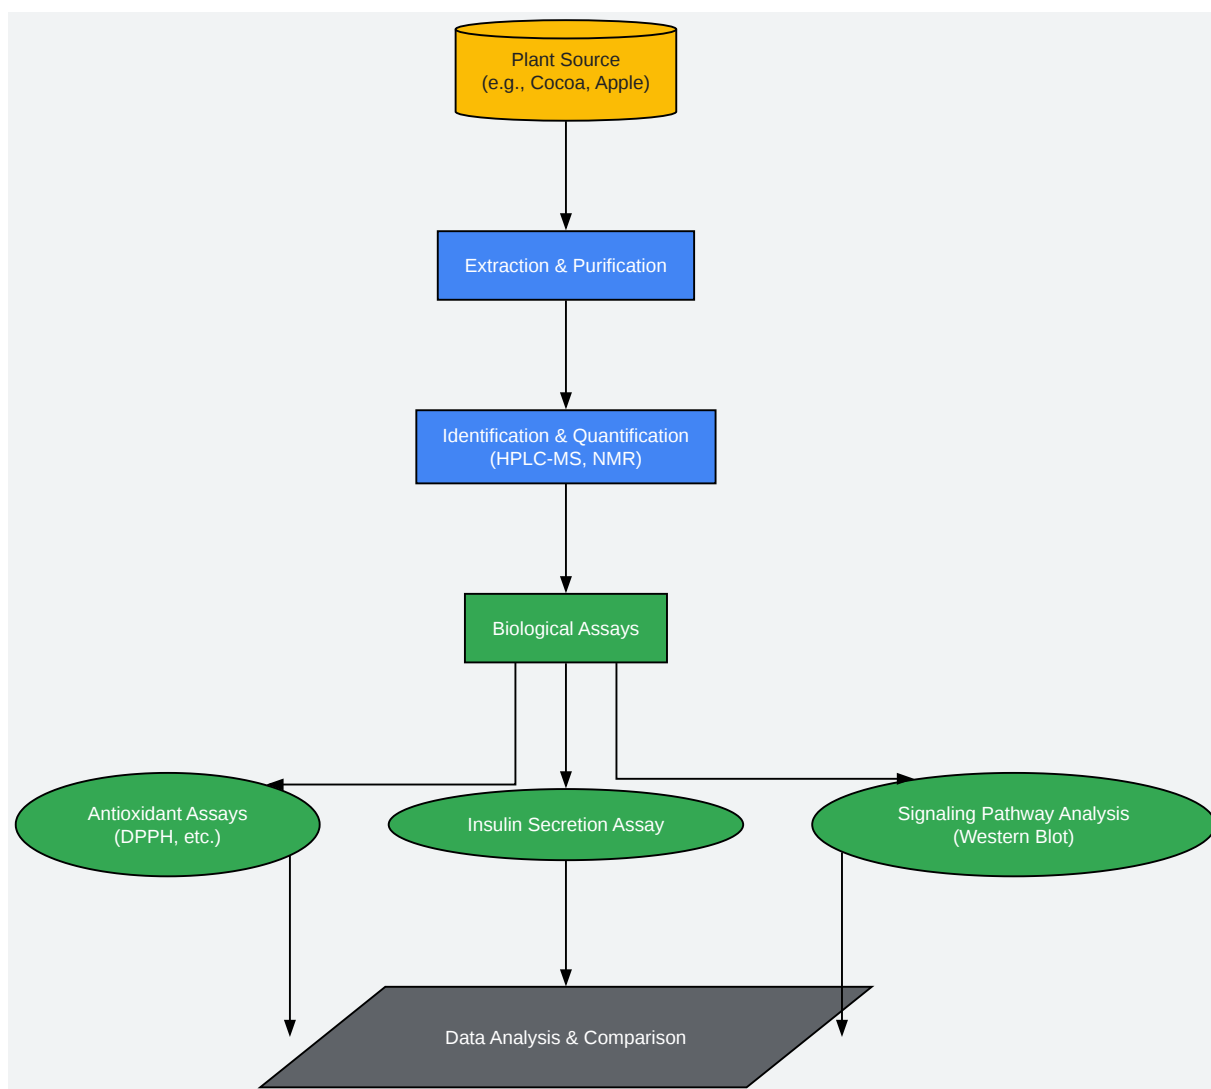 Plant Source
(e.g., Cocoa, Apple)
Extraction & Purification
Identification & Quantification
(HPLC-MS, NMR)
Biological Assays
Antioxidant Assays
(DPPH, etc.)
Insulin Secretion Assay
Signaling Pathway Analysis
(Western Blot)
Data Analysis & Comparison